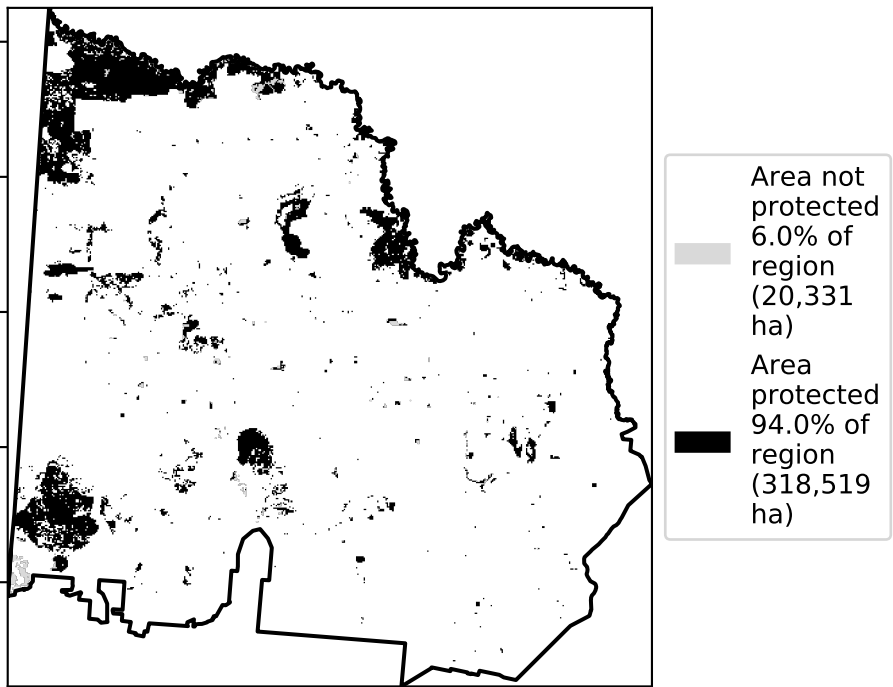 Area not
protected
6.0% of
region
(20,331
ha)
Area
protected
94.0% of
region
(318,519
ha)